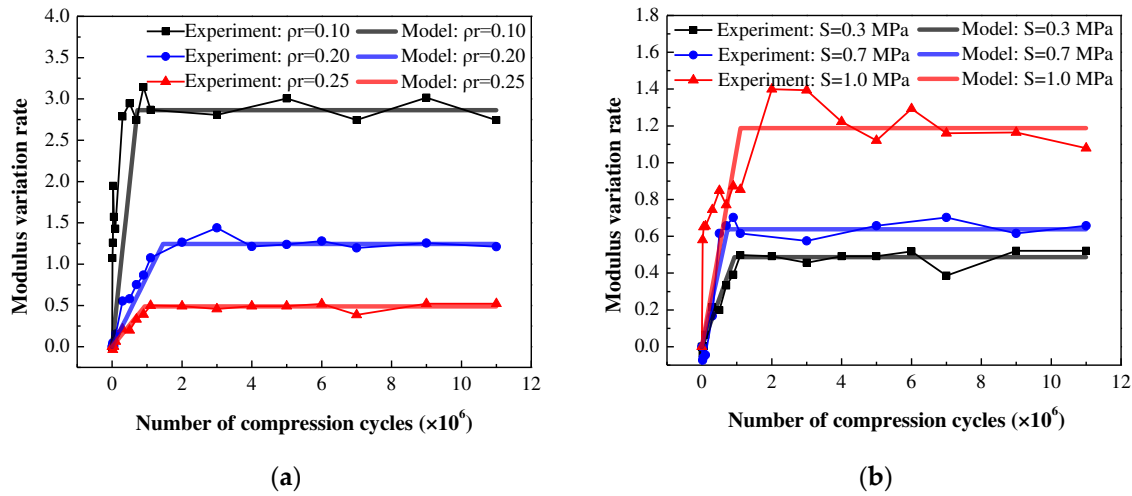 Experiment: ρr=0.10 Model: ρr=0.10
Experiment: ρr=0.20 Model: ρr=0.20
Experiment: ρr=0.25 Model: ρr=0.25
4.0
3.5
3.0
2.5
2.0
1.5
1.0
0.5
0.0
Modulus variation rate
0 2 4 6 8 10 12
Number of compression cycles (×10⁶)
(a)
Experiment: S=0.3 MPa Model: S=0.3 MPa
Experiment: S=0.7 MPa Model: S=0.7 MPa
Experiment: S=1.0 MPa Model: S=1.0 MPa
1.8
1.6
1.4
1.2
1.0
0.8
0.6
0.4
0.2
0.0
Modulus variation rate
0 2 4 6 8 10 12
Number of compression cycles (×10⁶)
(b)